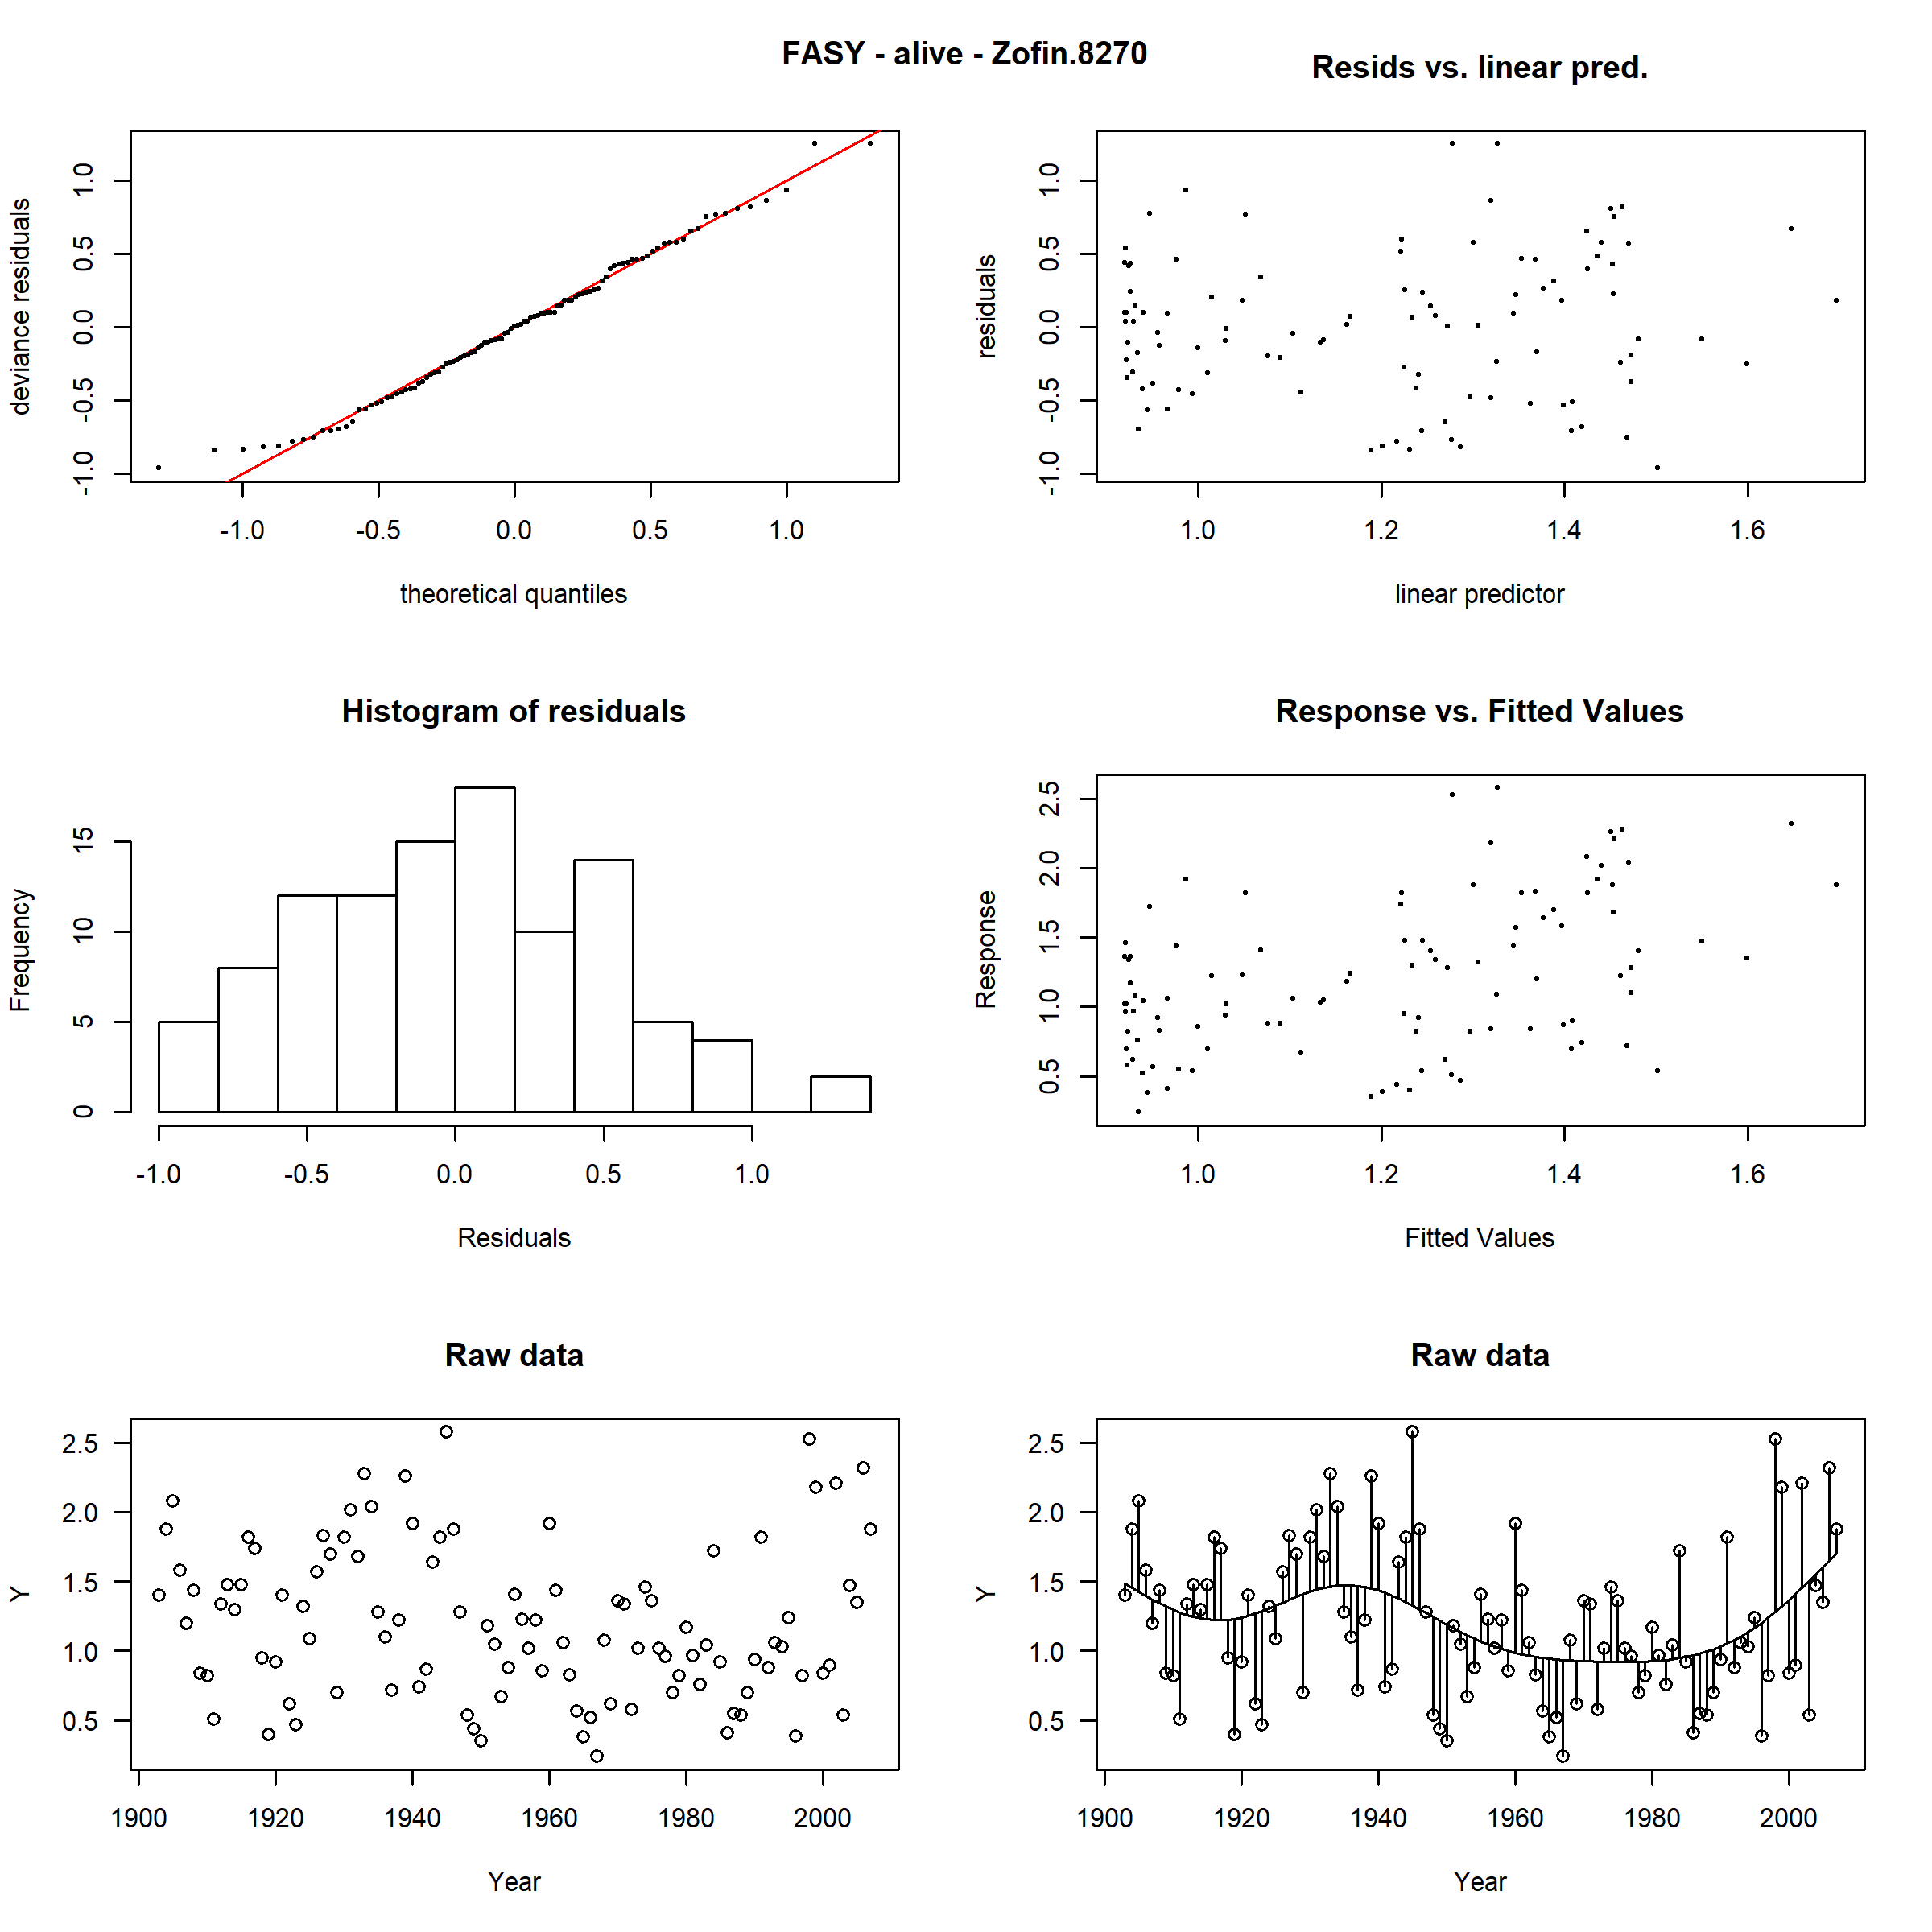 FASY - alive - Zofin.8270
Resids vs. linear pred.
deviance residuals
-1.0 -0.5 0.0 0.5 1.0
-1.0 -0.5 0.0 0.5 1.0
theoretical quantiles
residuals
-1.0 -0.5 0.0 0.5 1.0
1.0 1.2 1.4 1.6
linear predictor
Histogram of residuals
Frequency
0 5 10 15
-1.0 -0.5 0.0 0.5 1.0
Residuals
Response vs. Fitted Values
Response
0.5 1.0 1.5 2.0 2.5
1.0 1.2 1.4 1.6
Fitted Values
Raw data
Y
2.5
2.0
1.5
1.0
0.5
1900 1920 1940 1960 1980 2000
Year
Raw data
Y
2.5
2.0
1.5
1.0
0.5
1900 1920 1940 1960 1980 2000
Year